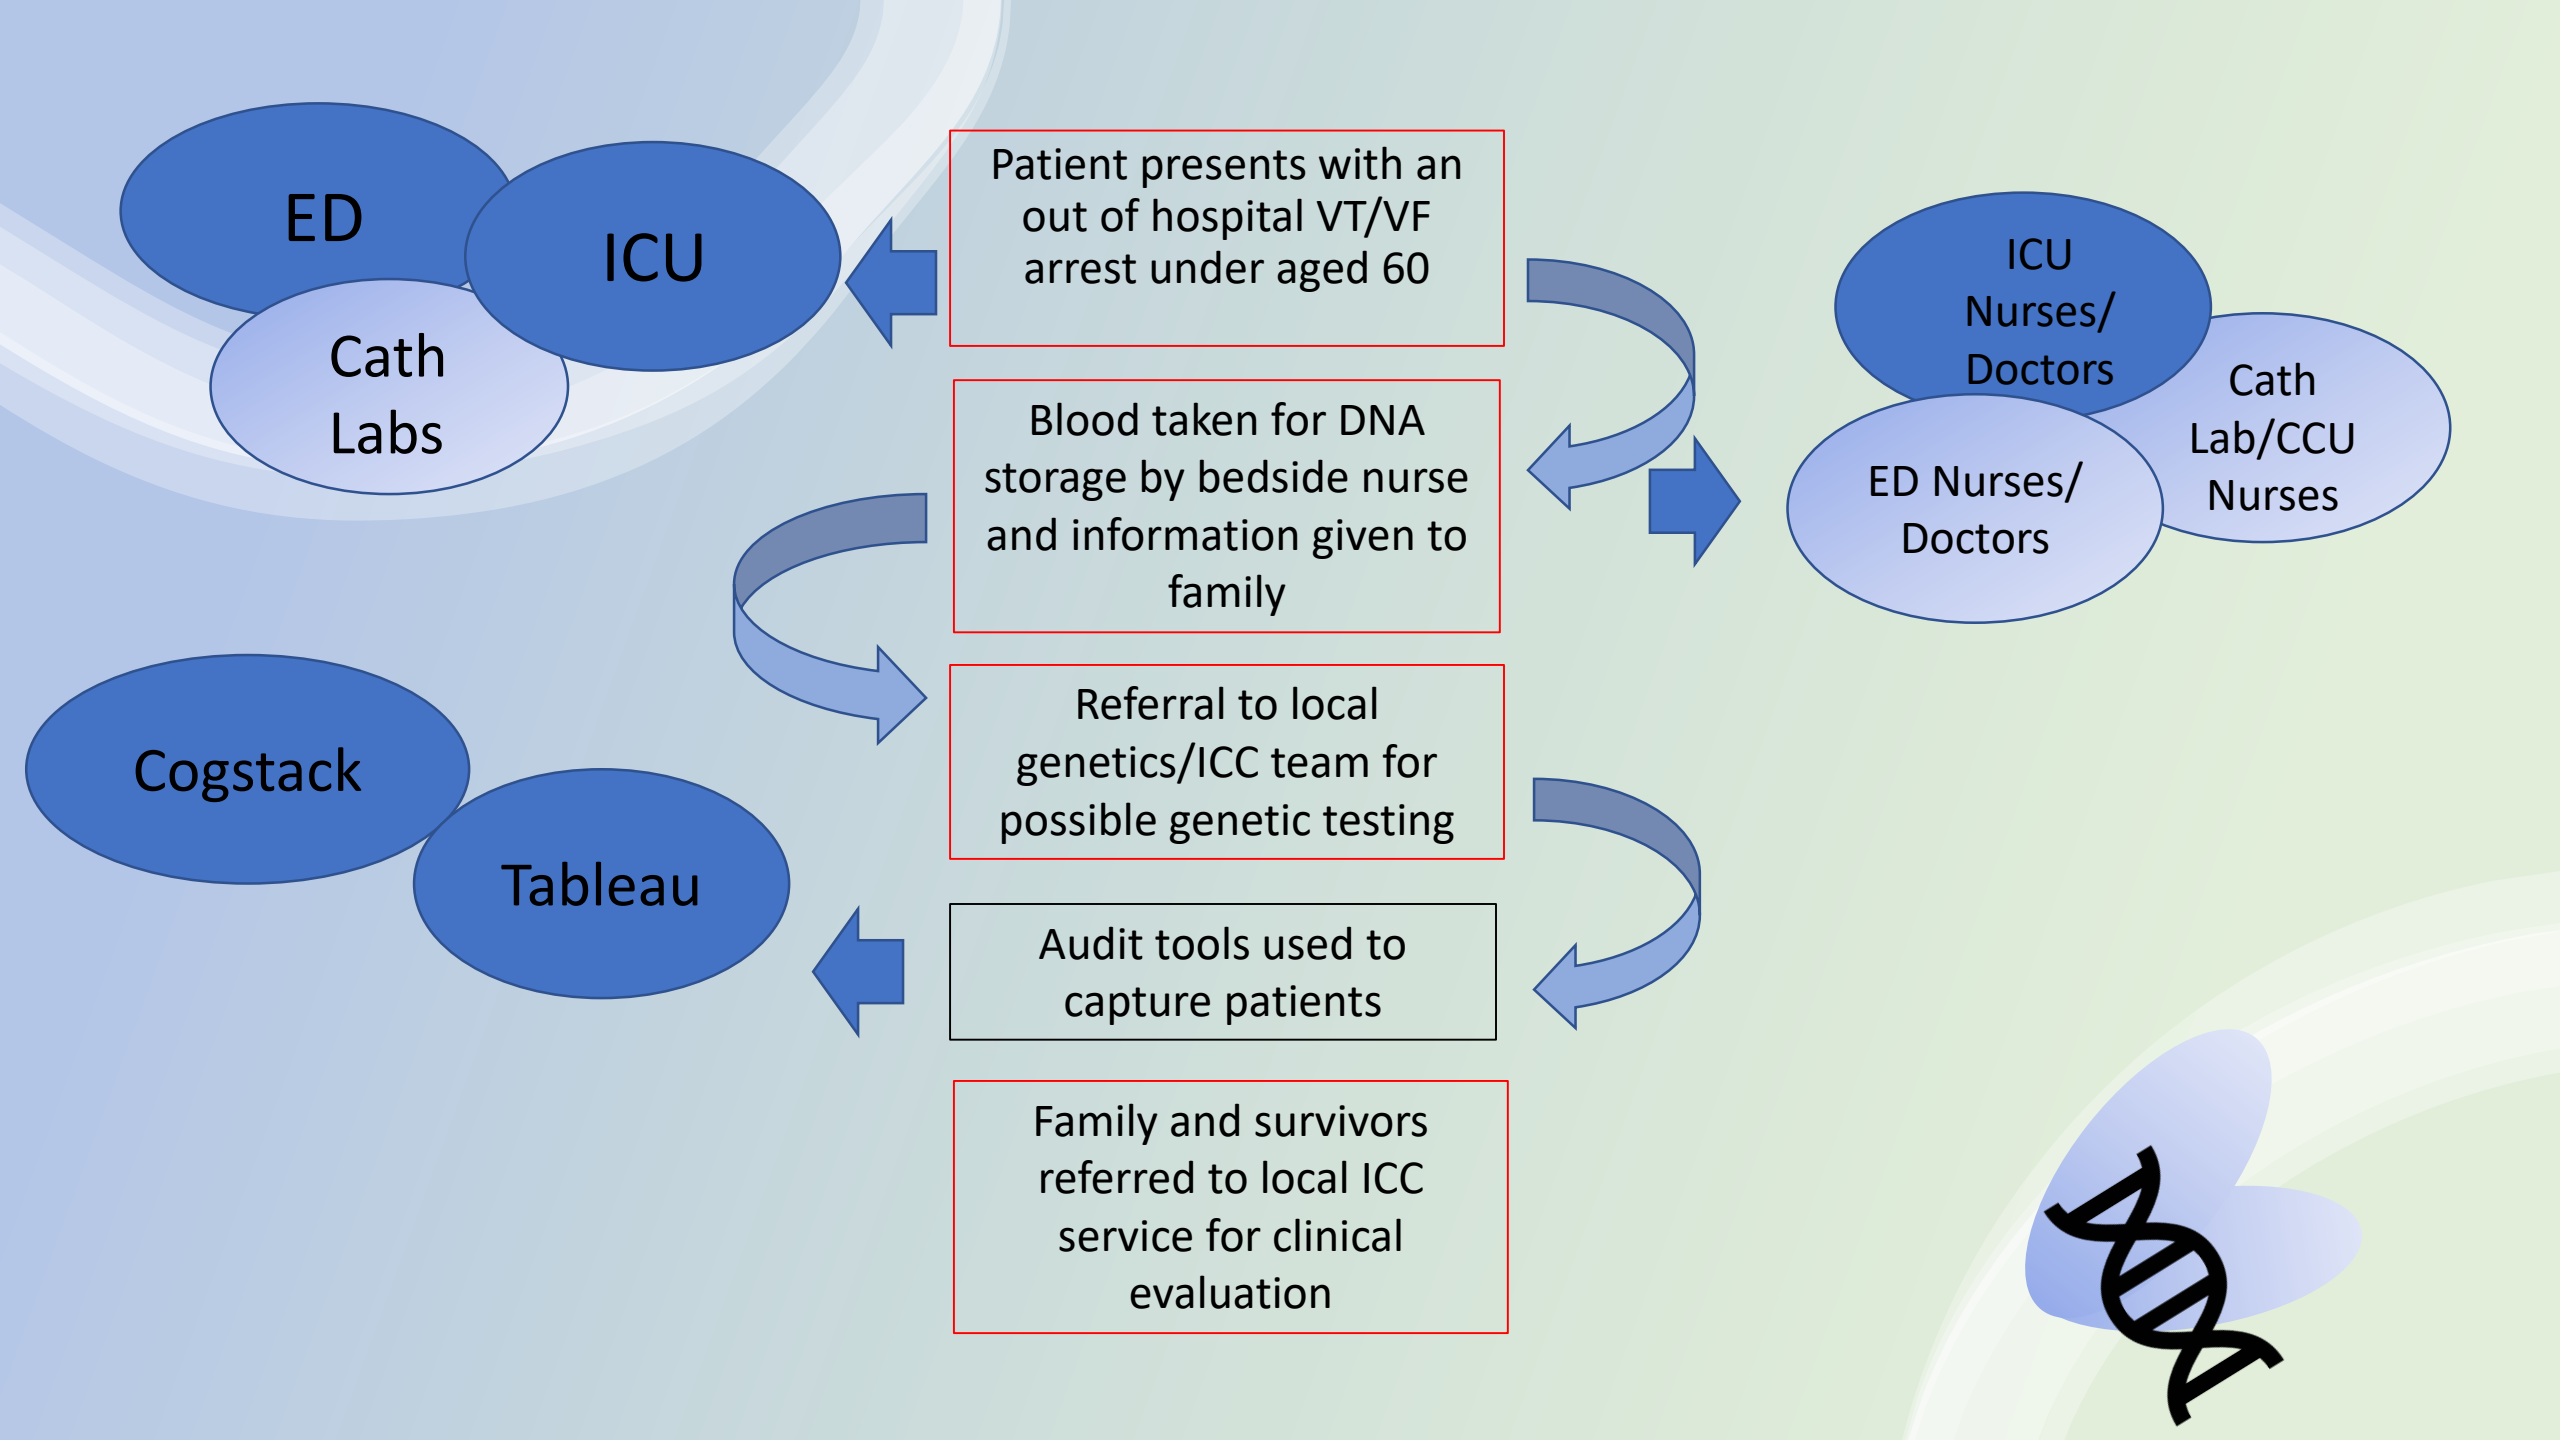 ED
ICU
Cath
Labs
Patient presents with an
out of hospital VT/VF
arrest under aged 60
ICU
Nurses/
Doctors
Cath
Lab/CCU
Nurses
ED Nurses/
Doctors
Blood taken for DNA
storage by bedside nurse
and information given to
family
Referral to local
genetics/ICC team for
possible genetic testing
Cogstack
Tableau
Audit tools used to
capture patients
Family and survivors
referred to local ICC
service for clinical
evaluation